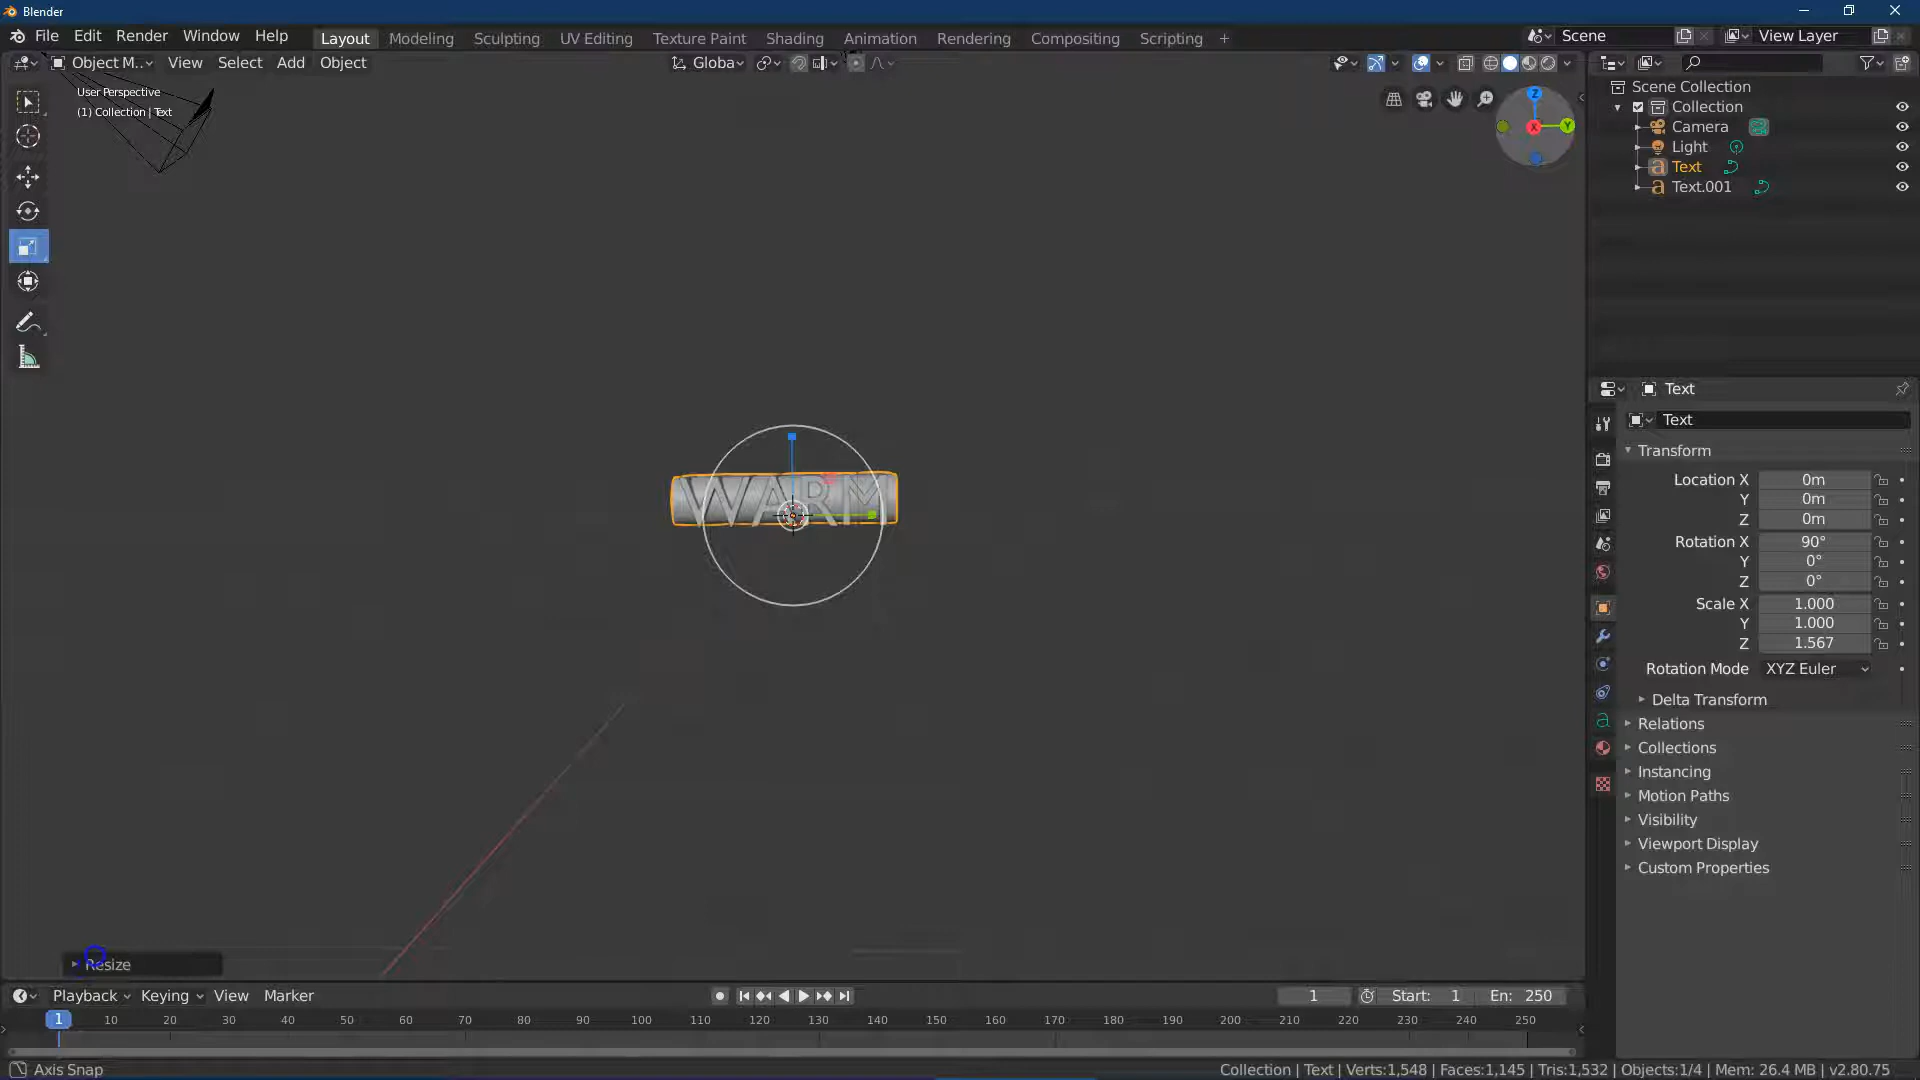 Blender
File Edit Render Window Help Layout Modeling Sculpting UV Editing Texture Paint Shading Animation Rendering Compositing Scripting + Scene View Layer
Object M.. View Select Add Object Globa
User Perspective
(1) Collection | Text
Z
X
Y
WARM
Scene Collection
Collection
Camera
Light
Text
Text.001
Text
Text
Transform
Location X 0m
Y 0m
Z 0m
Rotation X 90°
Y 0°
Z 0°
Scale X 1.000
Y 1.000
Z 1.567
Rotation Mode XYZ Euler
Delta Transform
Relations
Collections
Instancing
Motion Paths
Visibility
Viewport Display
Custom Properties
Resize
Playback Keying View Marker 1 Start: 1 En: 250
1 10 20 30 40 50 60 70 80 90 100 110 120 130 140 150 160 170 180 190 200 210 220 230 240 250
Axis Snap Collection | Text | Verts:1,548 | Faces:1,145 | Tris:1,532 | Objects:1/4 | Mem: 26.4 MB | v2.80.75